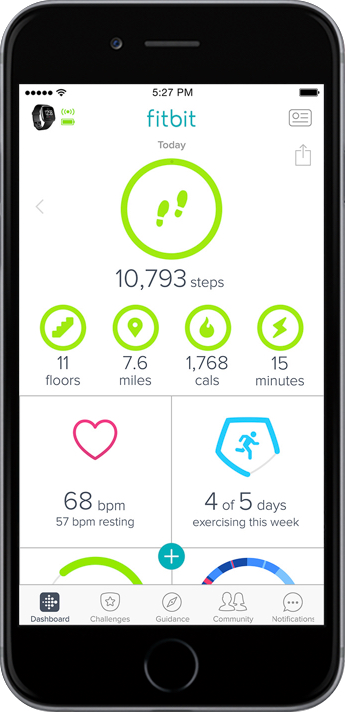 5:27 PM
fitbit
Today
10,793 steps
11
floors
7.6
miles
1,768
cals
15
minutes
68 bpm
57 bpm resting
4 of 5 days
exercising this week
Dashboard
Challenges
Guidance
Community
Notifications